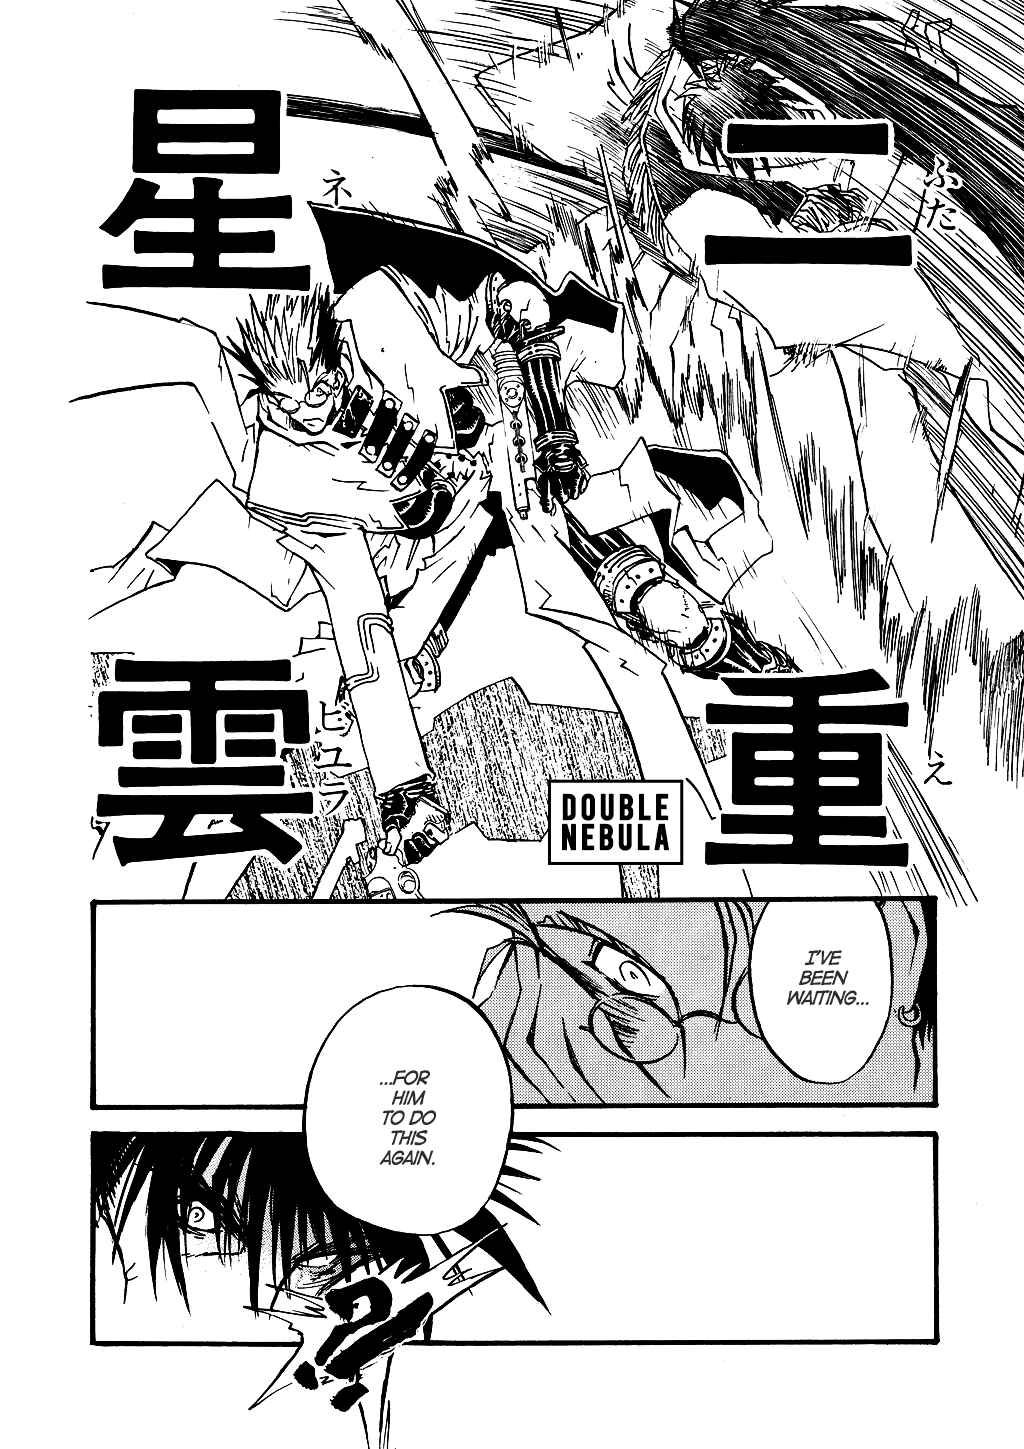 二重
ふたえ
星雲
ネビュラ
DOUBLE
NEBULA
I'VE
BEEN
WAITING...
...FOR
HIM
TO DO
THIS
AGAIN.
!?